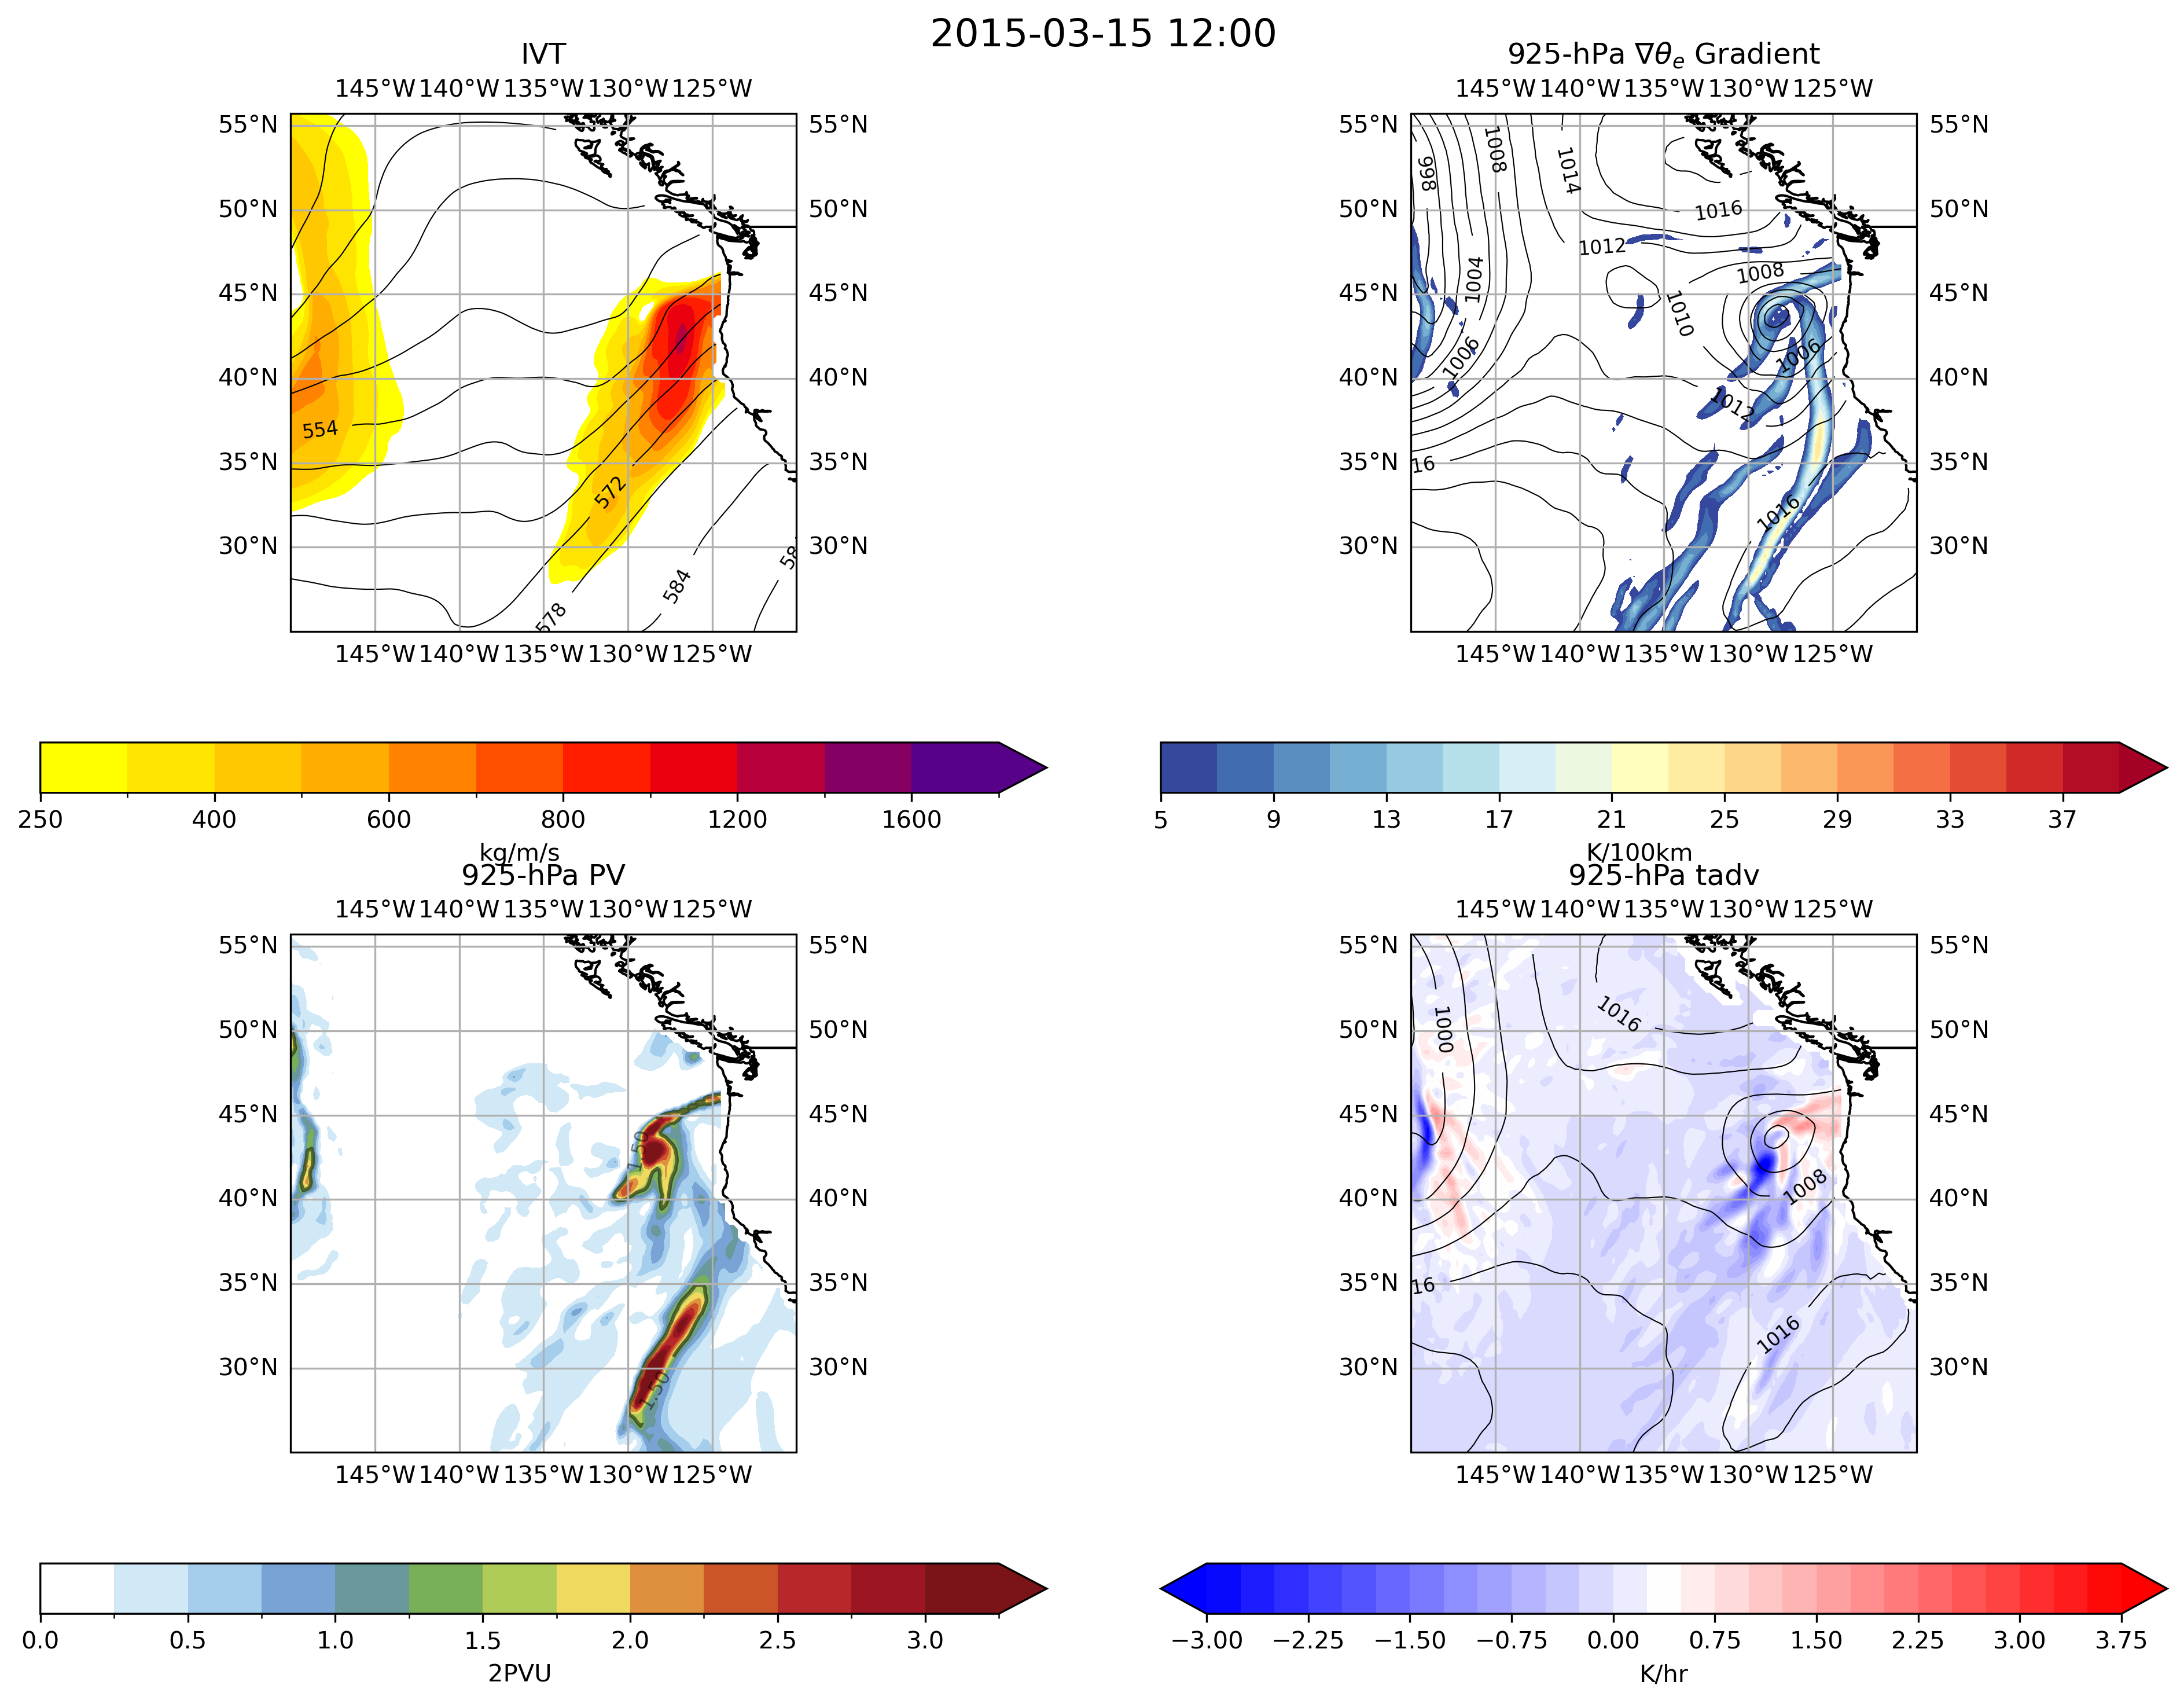 2015-03-15 12:00
IVT
145°W 140°W 135°W 130°W 125°W
55°N 55°N
50°N 50°N
45°N 45°N
40°N 40°N
35°N 35°N
30°N 30°N
554
572
578
584
58
145°W 140°W 135°W 130°W 125°W
250 400 600 800 1200 1600
kg/m/s
925-hPa ∇θe Gradient
145°W 140°W 135°W 130°W 125°W
55°N 55°N
50°N 50°N
45°N 45°N
40°N 40°N
35°N 35°N
30°N 30°N
998
1008
1014
1016
1012
1008
1004
1010
1006
1006
1012
16
1016
145°W 140°W 135°W 130°W 125°W
5 9 13 17 21 25 29 33 37
K/100km
925-hPa PV
145°W 140°W 135°W 130°W 125°W
55°N 55°N
50°N 50°N
45°N 45°N
40°N 40°N
35°N 35°N
30°N 30°N
1.50
1.50
145°W 140°W 135°W 130°W 125°W
0.0 0.5 1.0 1.5 2.0 2.5 3.0
2PVU
925-hPa tadv
145°W 140°W 135°W 130°W 125°W
55°N 55°N
50°N 50°N
45°N 45°N
40°N 40°N
35°N 35°N
30°N 30°N
1000
1016
1008
16
1016
145°W 140°W 135°W 130°W 125°W
−3.00 −2.25 −1.50 −0.75 0.00 0.75 1.50 2.25 3.00 3.75
K/hr